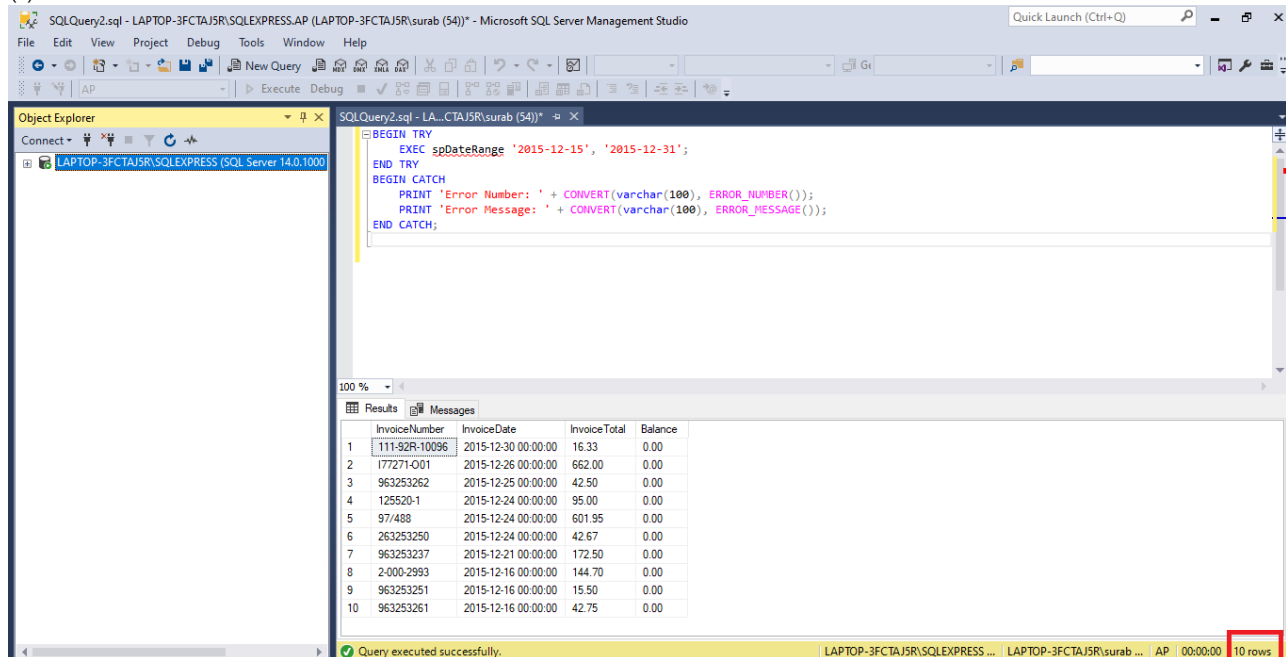 SQLQuery2.sql - LAPTOP-3FCTAJ5R\SQLEXPRESS.AP (LAPTOP-3FCTAJ5R\surab (54))* - Microsoft SQL Server Management Studio
Quick Launch (Ctrl+Q)
File Edit View Project Debug Tools Window Help
New Query
AP
Execute Debug
Object Explorer
SQLQuery2.sql - LA...CTAJ5R\surab (54))*
Connect
LAPTOP-3FCTAJ5R\SQLEXPRESS (SQL Server 14.0.1000
BEGIN TRY
EXEC spDateRange '2015-12-15', '2015-12-31';
END TRY
BEGIN CATCH
PRINT 'Error Number: ' + CONVERT(varchar(100), ERROR_NUMBER());
PRINT 'Error Message: ' + CONVERT(varchar(100), ERROR_MESSAGE());
END CATCH;
100 %
Results Messages
InvoiceNumber InvoiceDate InvoiceTotal Balance
1 111-92R-10096 2015-12-30 00:00:00 16.33 0.00
2 I77271-O01 2015-12-26 00:00:00 662.00 0.00
3 963253262 2015-12-25 00:00:00 42.50 0.00
4 125520-1 2015-12-24 00:00:00 95.00 0.00
5 97/488 2015-12-24 00:00:00 601.95 0.00
6 263253250 2015-12-24 00:00:00 42.67 0.00
7 963253237 2015-12-21 00:00:00 172.50 0.00
8 2-000-2993 2015-12-16 00:00:00 144.70 0.00
9 963253251 2015-12-16 00:00:00 15.50 0.00
10 963253261 2015-12-16 00:00:00 42.75 0.00
Query executed successfully. LAPTOP-3FCTAJ5R\SQLEXPRESS ... LAPTOP-3FCTAJ5R\surab ... AP 00:00:00 10 rows